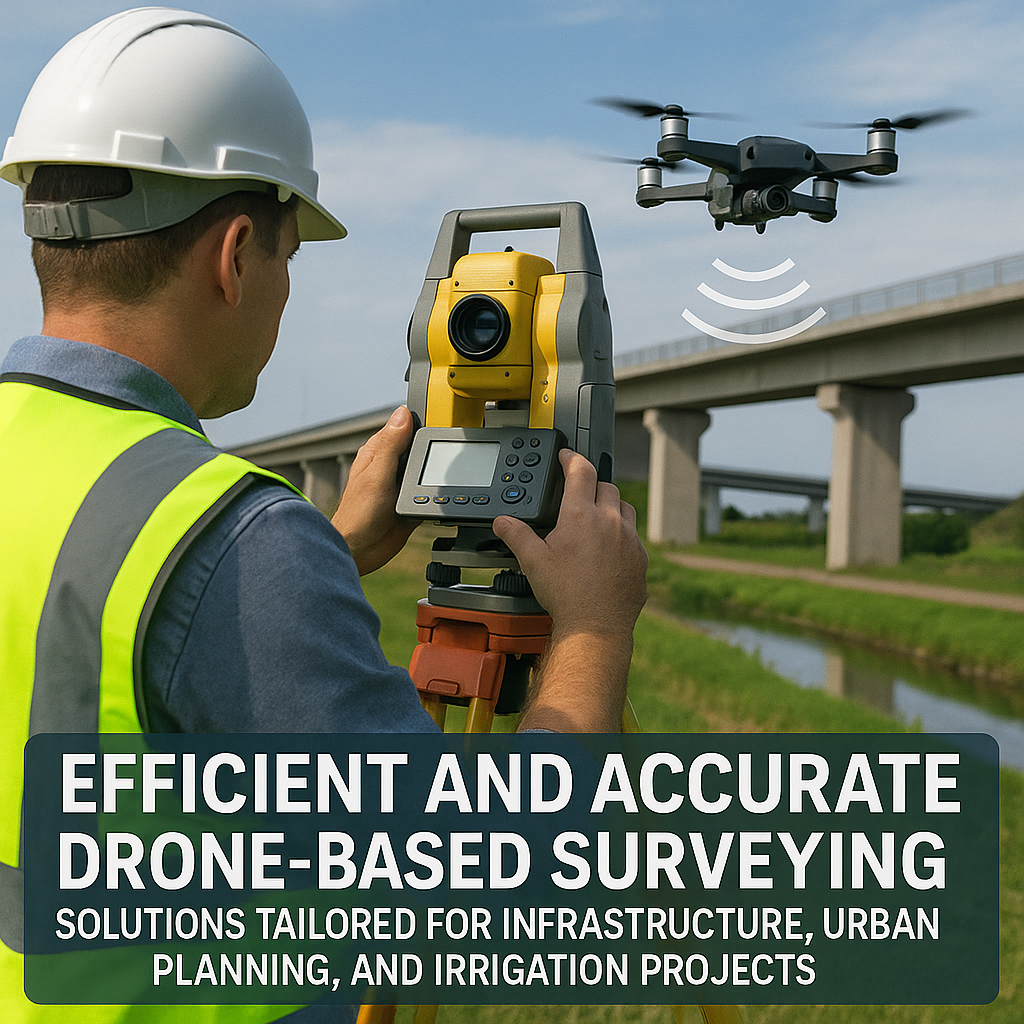 EFFICIENT AND ACCURATE
DRONE-BASED SURVEYING
SOLUTIONS TAILORED FOR INFRASTRUCTURE, URBAN
PLANNING, AND IRRIGATION PROJECTS